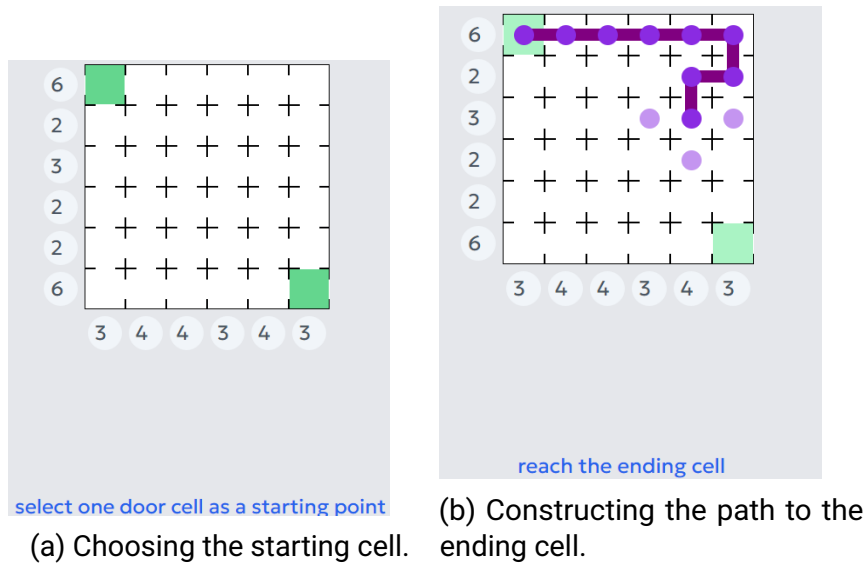 6
2
3
2
2
6
3 4 4 3 4 3
select one door cell as a starting point
(a) Choosing the starting cell.
6
2
3
2
2
6
3 4 4 3 4 3
reach the ending cell
(b) Constructing the path to the
ending cell.